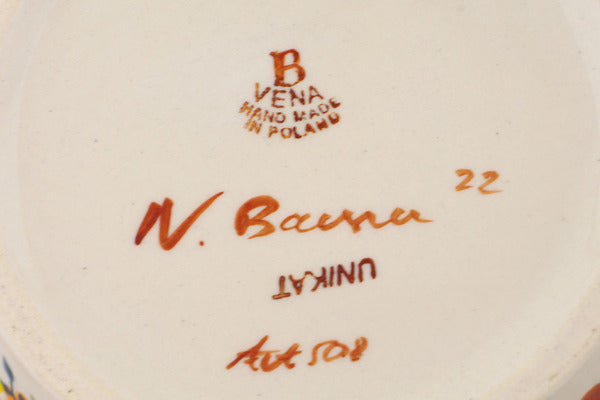 B
VENA
HAND MADE
IN POLAND
N. 22
UNIKAT
Art 508